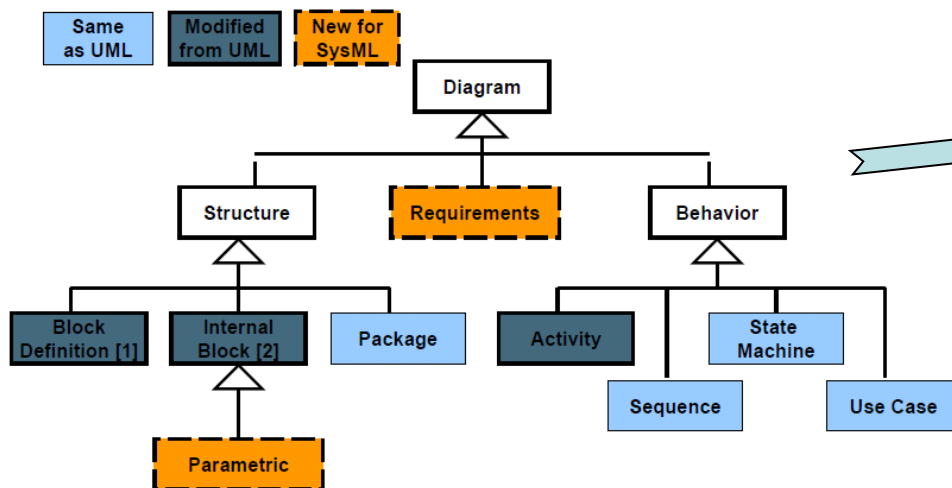 Same
as UML
Modified
from UML
New for
SysML
Diagram
Structure
Requirements
Behavior
Block
Definition [1]
Internal
Block [2]
Package
Activity
State
Machine
Sequence
Use Case
Parametric